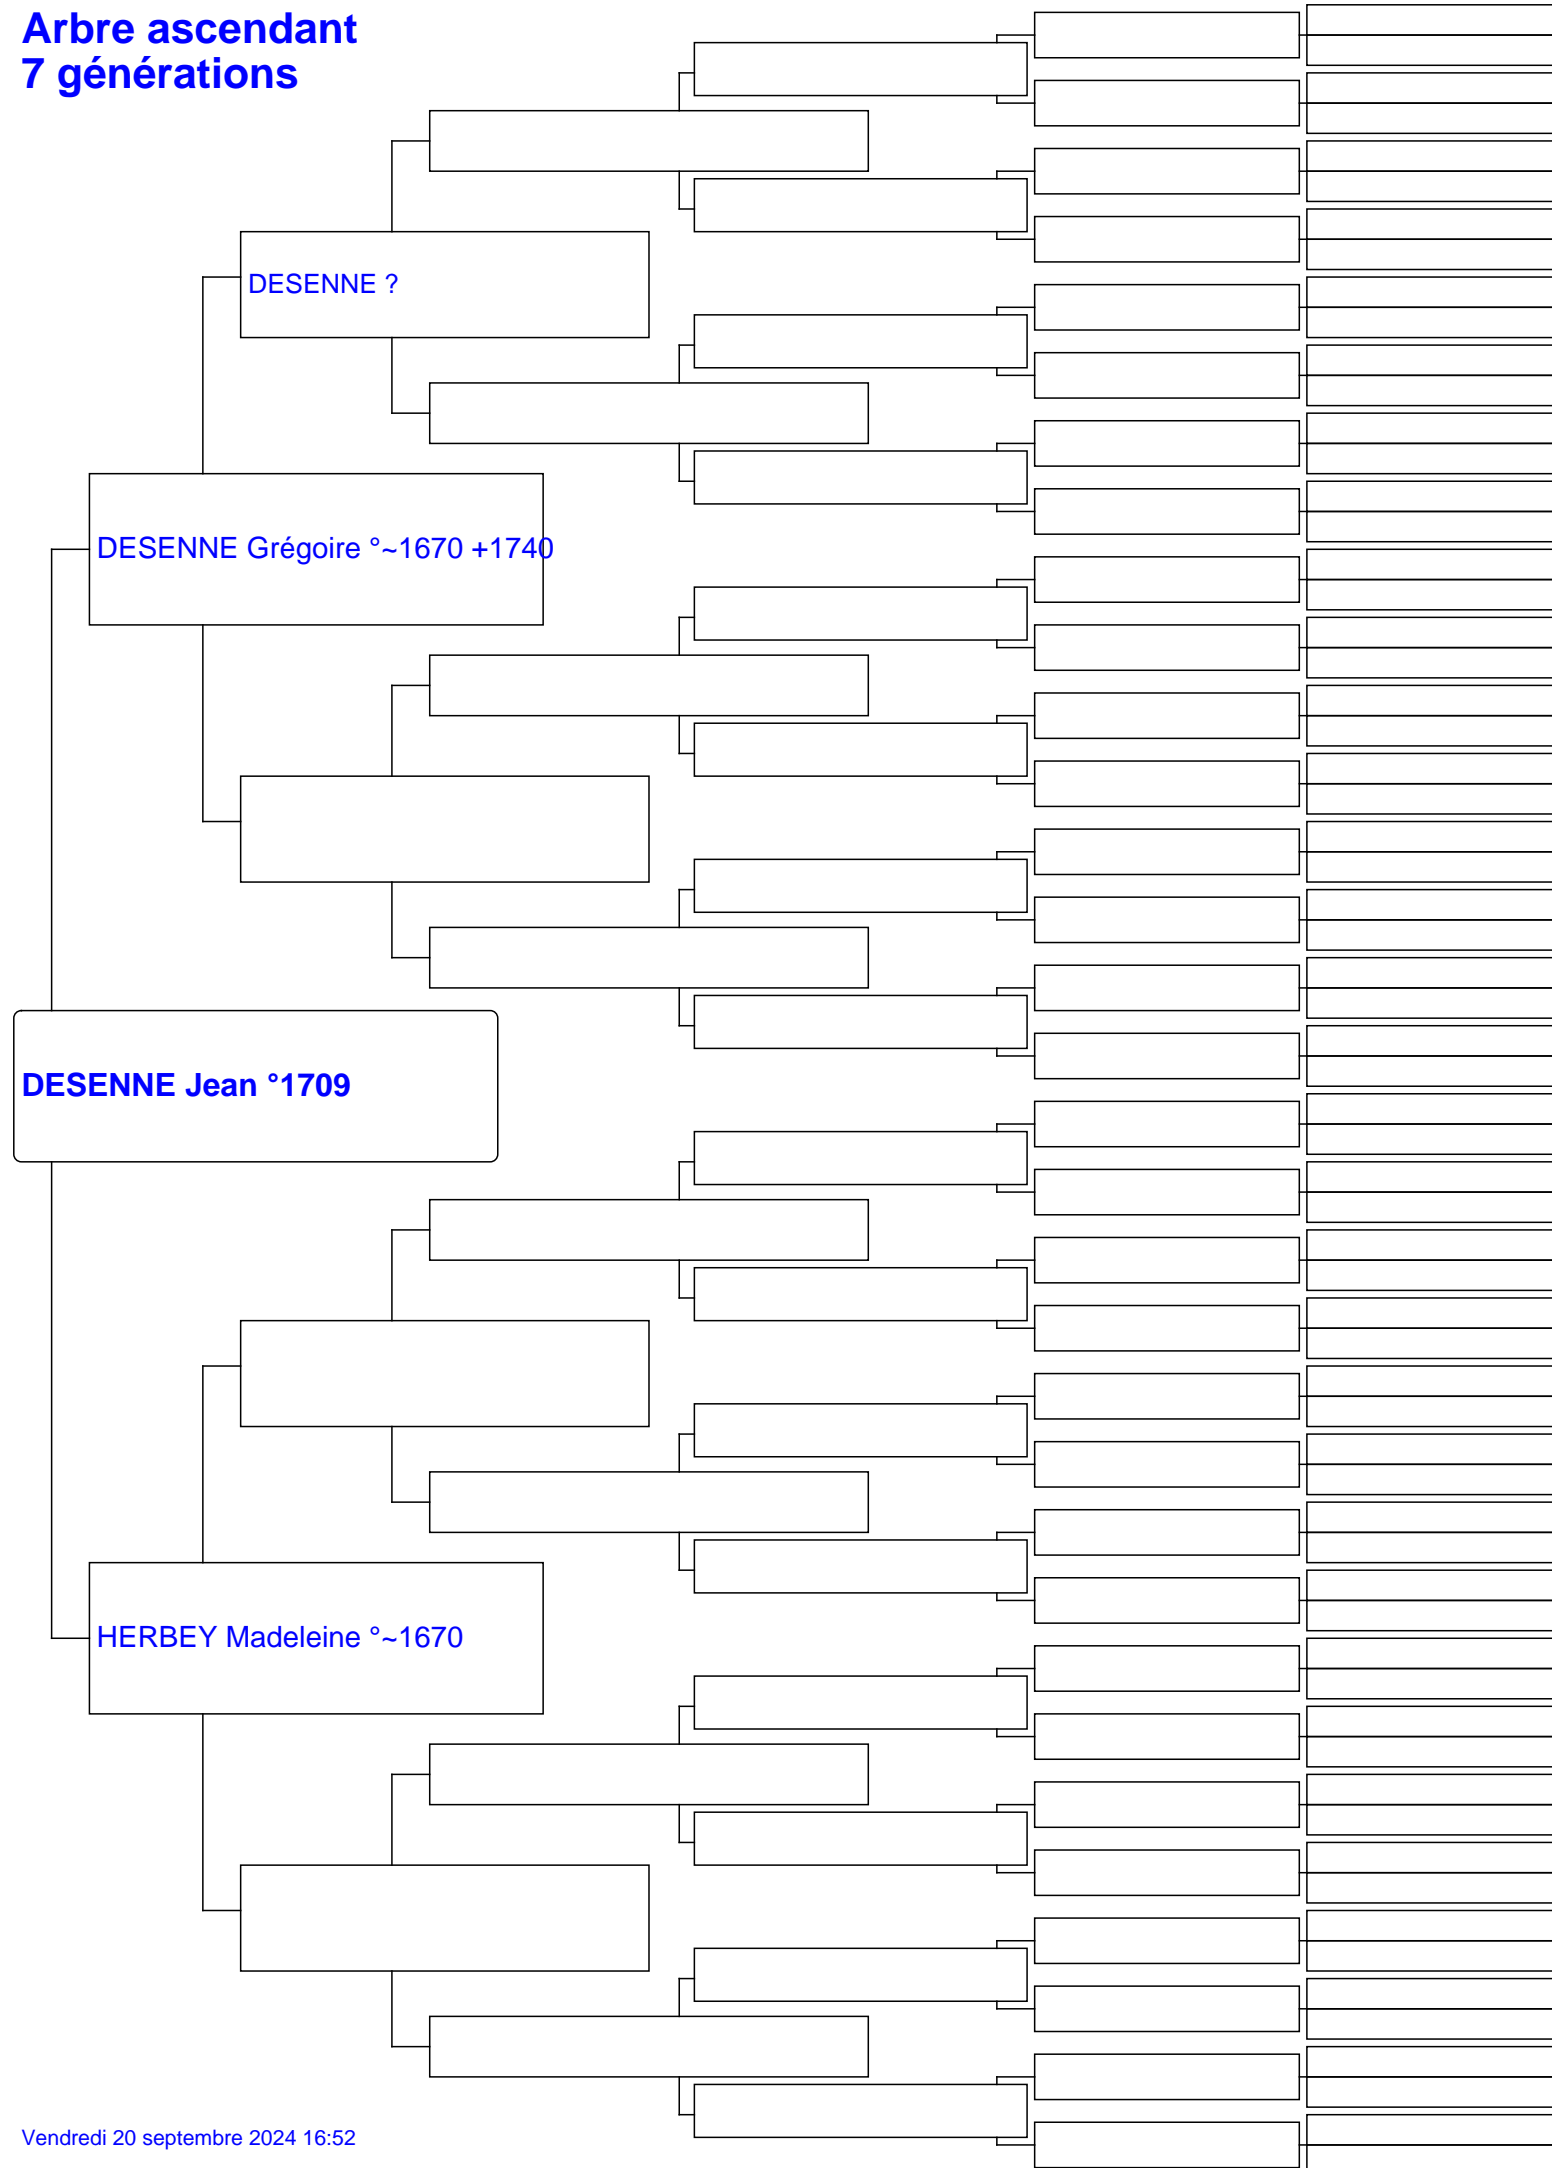 Arbre ascendant
7 générations
DESENNE ?
DESENNE Grégoire °~1670 +1740
DESENNE Jean °1709
HERBEY Madeleine °~1670
Vendredi 20 septembre 2024 16:52